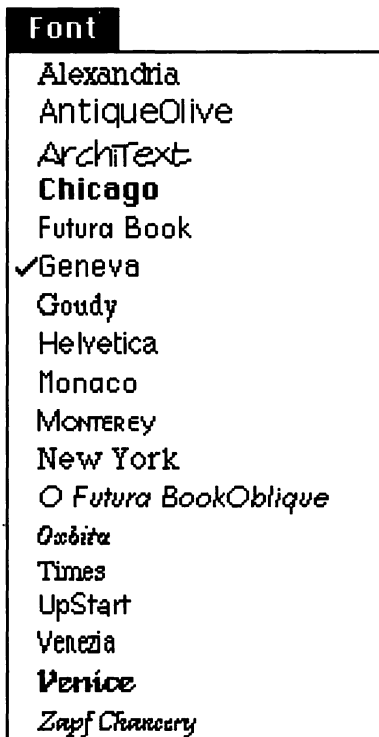 Font
Alexandria
AntiqueOlive
ArchiText
Chicago
Futura Book
✓Geneva
Goudy
Helvetica
Monaco
Monterey
New York
O Futura BookOblique
Oxbita
Times
UpStart
Venezia
Venice
Zapf Chancery